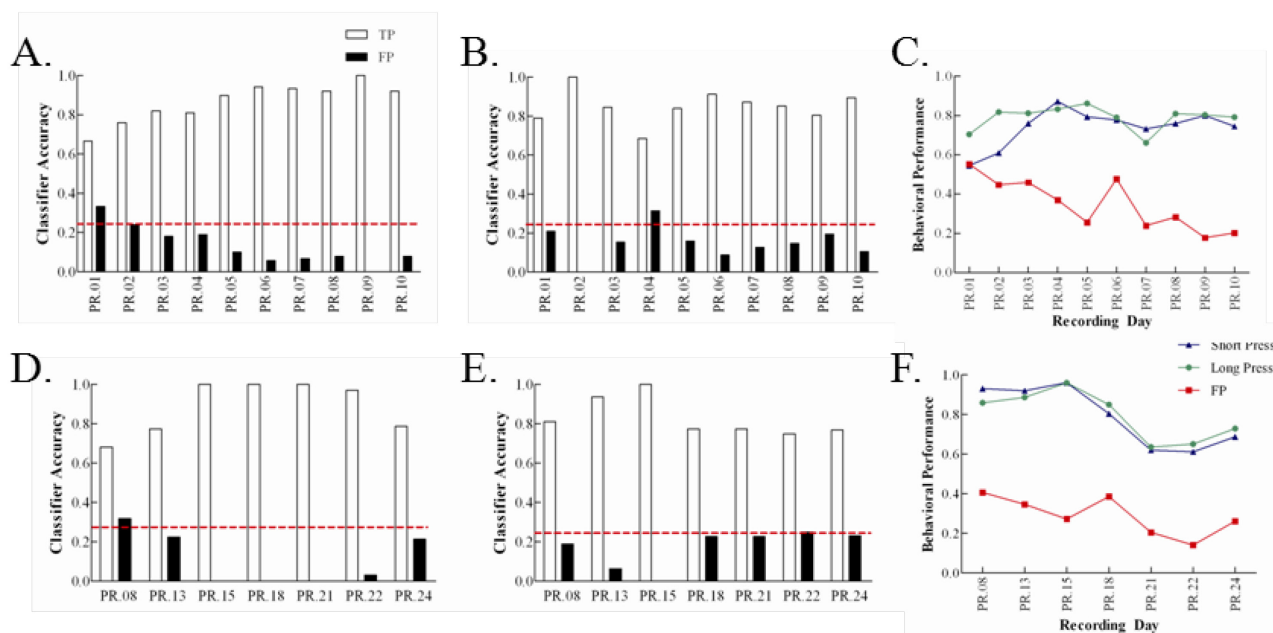 A.
TP
FP
Classifier Accuracy
1.0
0.8
0.6
0.4
0.2
0.0
PR.01
PR.02
PR.03
PR.04
PR.05
PR.06
PR.07
PR.08
PR.09
PR.10
B.
Classifier Accuracy
1.0
0.8
0.6
0.4
0.2
0.0
PR.01
PR.02
PR.03
PR.04
PR.05
PR.06
PR.07
PR.08
PR.09
PR.10
C.
Behavioral Performance
1.0
0.8
0.6
0.4
0.2
0.0
PR.01
PR.02
PR.03
PR.04
PR.05
PR.06
PR.07
PR.08
PR.09
PR.10
Recording Day
D.
Classifier Accuracy
1.0
0.8
0.6
0.4
0.2
0.0
PR.08 PR.13 PR.15 PR.18 PR.21 PR.22 PR.24
E.
Classifier Accuracy
1.0
0.8
0.6
0.4
0.2
0.0
PR.08 PR.13 PR.15 PR.18 PR.21 PR.22 PR.24
F.
Short Press
Long Press
FP
Behavioral Performance
1.0
0.8
0.6
0.4
0.2
0.0
PR.08
PR.13
PR.15
PR.18
PR.21
PR.22
PR.24
Recording Day